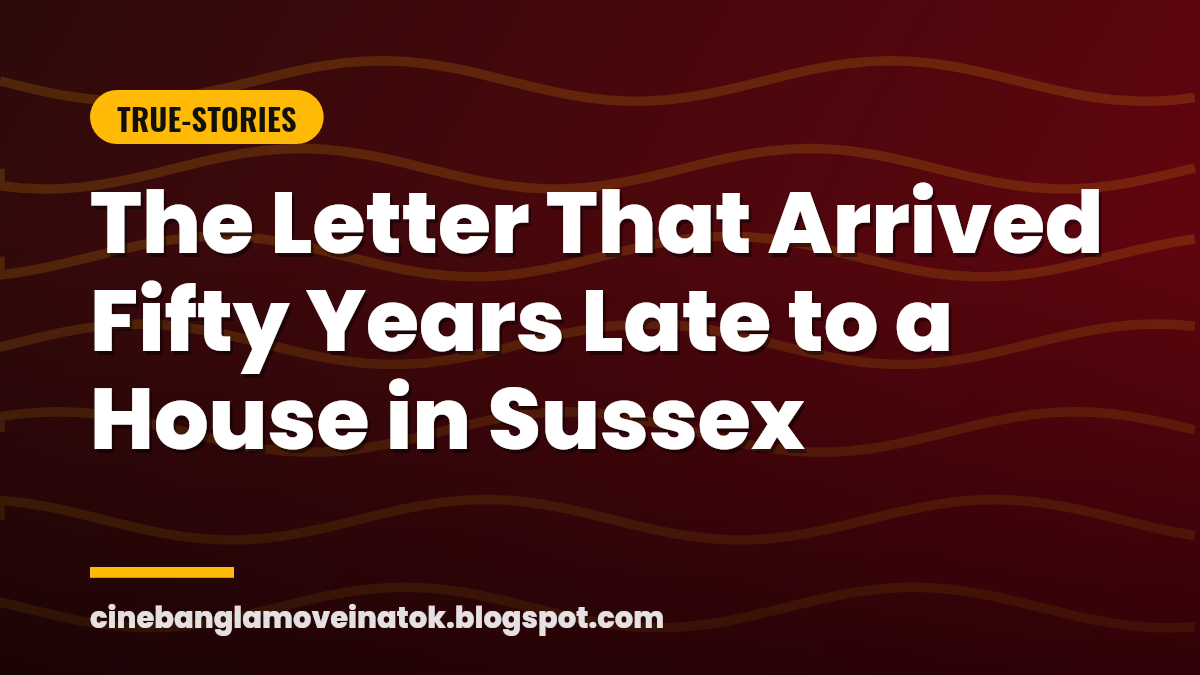 TRUE-STORIES
The Letter That Arrived
Fifty Years Late to a
House in Sussex
cinebanglamoveinatok.blogspot.com